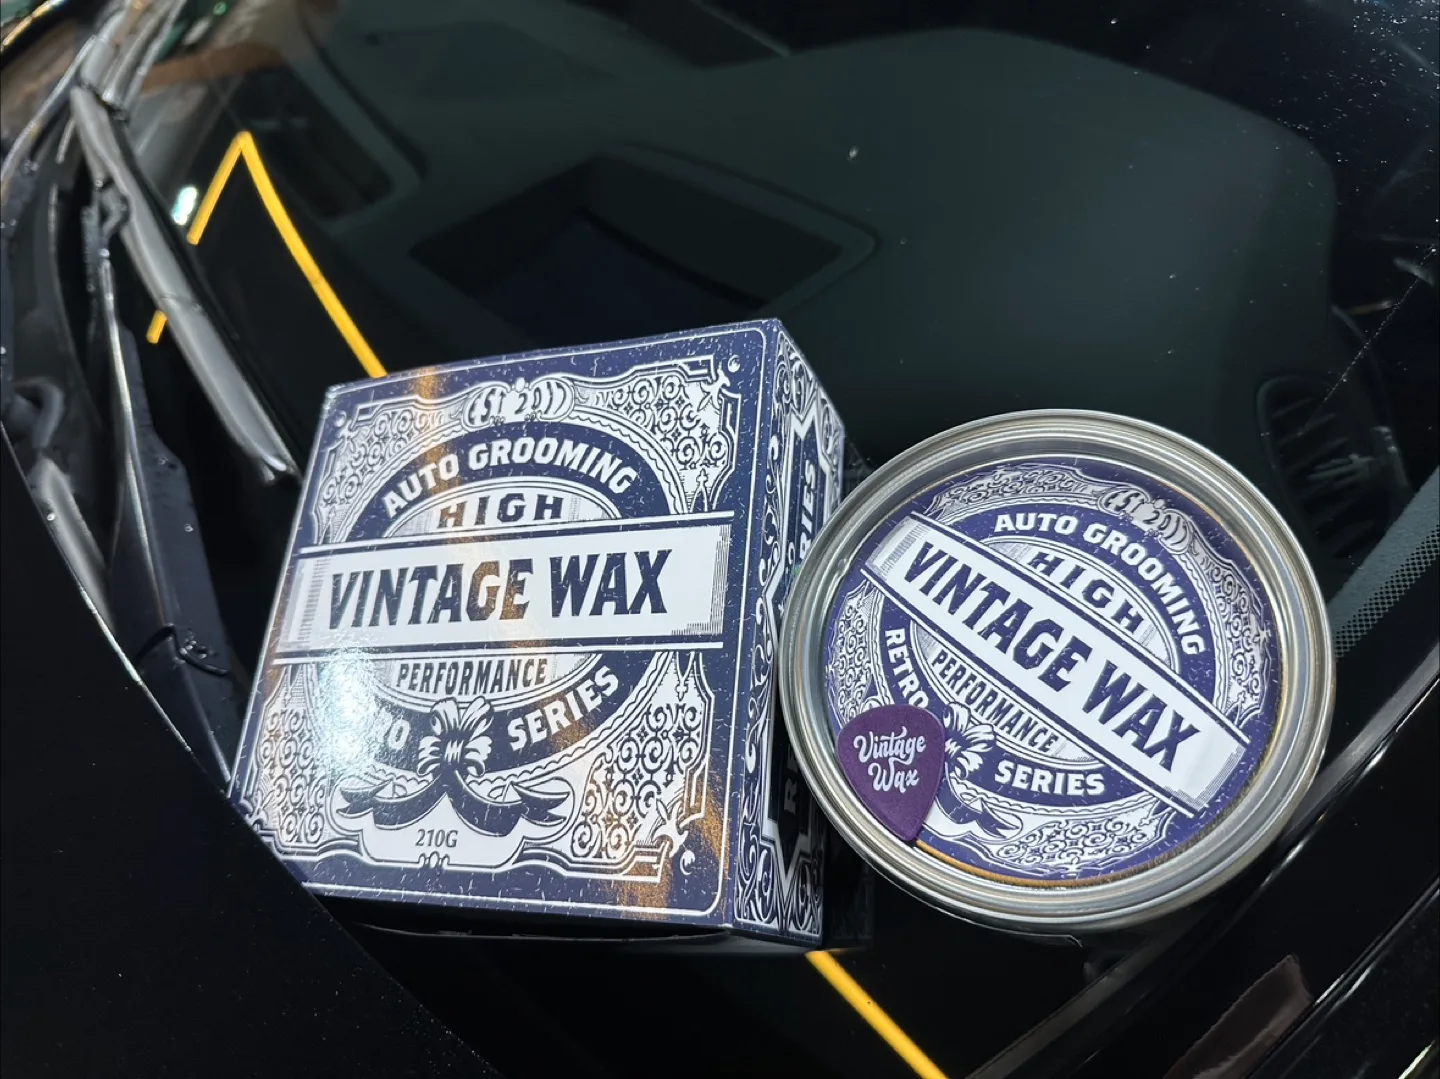 AUTO GROOMING
HIGH
VINTAGE WAX
PERFORMANCE
SERIES
210G
AUTO GROOMING
HIGH
VINTAGE WAX
PERFORMANCE
RETRO SERIES
Vintage
Wax